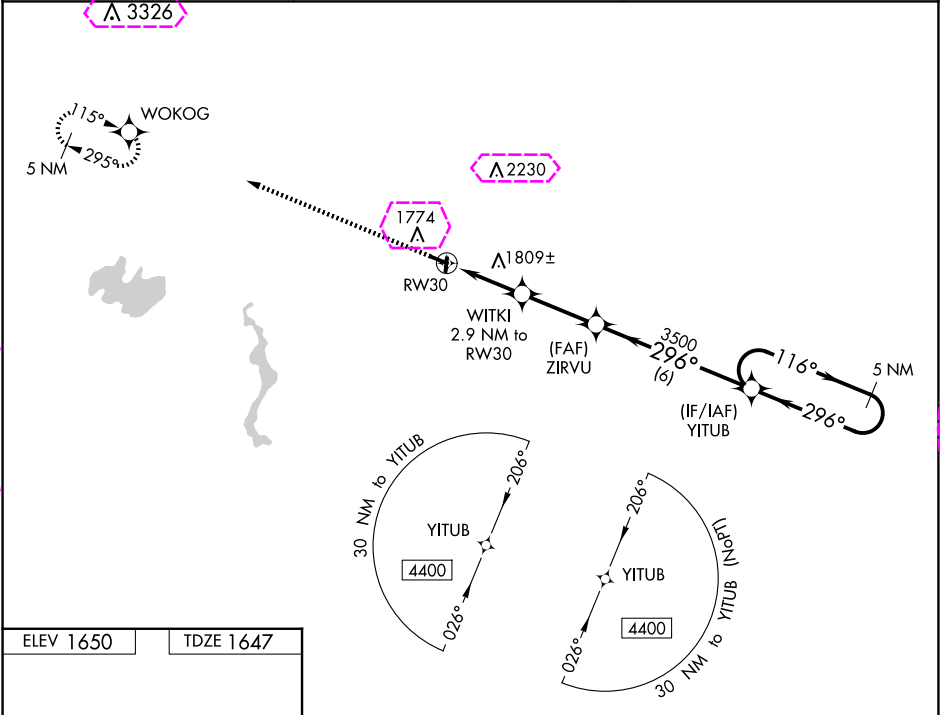 3326
WOKOG
115°
295°
5 NM
2230
1774
1809±
RW30
WITKI
2.9 NM to
RW30
(FAF)
ZIRVU
3500
296°
(6)
116°
5 NM
296°
(IF/IAF)
YITUB
30 NM to YITUB
206°
YITUB
4400
026°
206°
YITUB
4400
026°
30 NM to YITUB (NoPT)
ELEV 1650
TDZE 1647